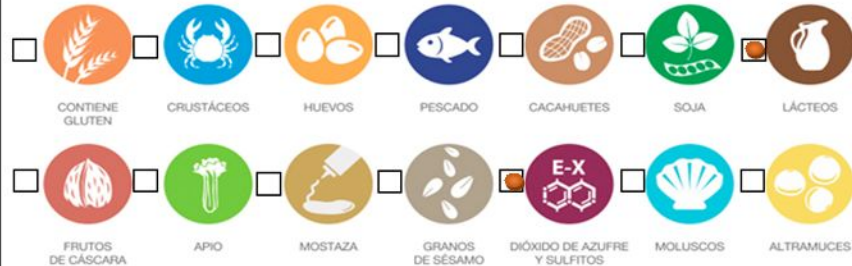 CONTIENE GLUTEN
CRUSTÁCEOS
HUEVOS
PESCADO
CACAHUETES
SOJA
LÁCTEOS
E-X
FRUTOS DE CÁSCARA
APIO
MOSTAZA
GRANOS DE SÉSAMO
DIÓXIDO DE AZUFRE Y SULFITOS
MOLUSCOS
ALTRAMUCES